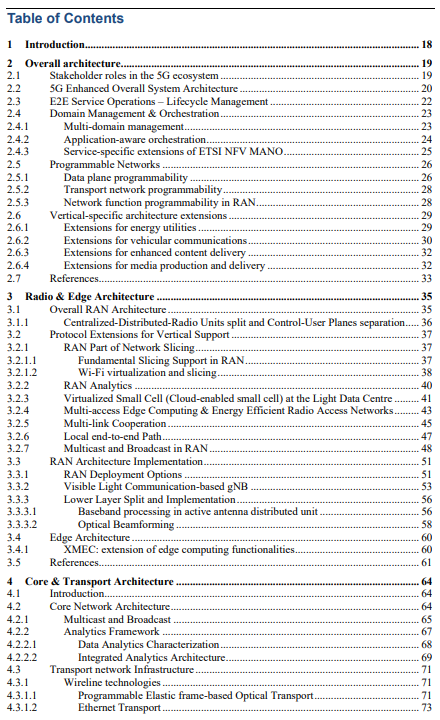 Table of Contents
1 Introduction........ 18
2 Overall architecture........ 19
2.1 Stakeholder roles in the 5G ecosystem........ 19
2.2 5G Enhanced Overall System Architecture........ 20
2.3 E2E Service Operations – Lifecycle Management........ 22
2.4 Domain Management & Orchestration........ 23
2.4.1 Multi-domain management........ 23
2.4.2 Application-aware orchestration........ 24
2.4.3 Service-specific extensions of ETSI NFV MANO........ 25
2.5 Programmable Networks........ 26
2.5.1 Data plane programmability........ 26
2.5.2 Transport network programmability........ 28
2.5.3 Network function programmability in RAN........ 28
2.6 Vertical-specific architecture extensions........ 29
2.6.1 Extensions for energy utilities........ 29
2.6.2 Extensions for vehicular communications........ 30
2.6.3 Extensions for enhanced content delivery........ 32
2.6.4 Extensions for media production and delivery........ 32
2.7 References........ 33
3 Radio & Edge Architecture........ 35
3.1 Overall RAN Architecture........ 35
3.1.1 Centralized-Distributed-Radio Units split and Control-User Planes separation..... 36
3.2 Protocol Extensions for Vertical Support........ 37
3.2.1 RAN Part of Network Slicing........ 37
3.2.1.1 Fundamental Slicing Support in RAN........ 37
3.2.1.2 Wi-Fi virtualization and slicing........ 38
3.2.2 RAN Analytics........ 40
3.2.3 Virtualized Small Cell (Cloud-enabled small cell) at the Light Data Centre........ 41
3.2.4 Multi-access Edge Computing & Energy Efficient Radio Access Networks........ 43
3.2.5 Multi-link Cooperation........ 45
3.2.6 Local end-to-end Path........ 47
3.2.7 Multicast and Broadcast in RAN........ 48
3.3 RAN Architecture Implementation........ 51
3.3.1 RAN Deployment Options........ 51
3.3.2 Visible Light Communication-based gNB........ 53
3.3.3 Lower Layer Split and Implementation........ 56
3.3.3.1 Baseband processing in active antenna distributed unit........ 56
3.3.3.2 Optical Beamforming........ 58
3.4 Edge Architecture........ 60
3.4.1 XMEC: extension of edge computing functionalities........ 60
3.5 References........ 61
4 Core & Transport Architecture........ 64
4.1 Introduction........ 64
4.2 Core Network Architecture........ 64
4.2.1 Multicast and Broadcast........ 65
4.2.2 Analytics Framework........ 67
4.2.2.1 Data Analytics Characterization........ 68
4.2.2.2 Integrated Analytics Architecture........ 69
4.3 Transport network Infrastructure........ 71
4.3.1 Wireline technologies........ 71
4.3.1.1 Programmable Elastic frame-based Optical Transport........ 71
4.3.1.2 Ethernet Transport........ 73